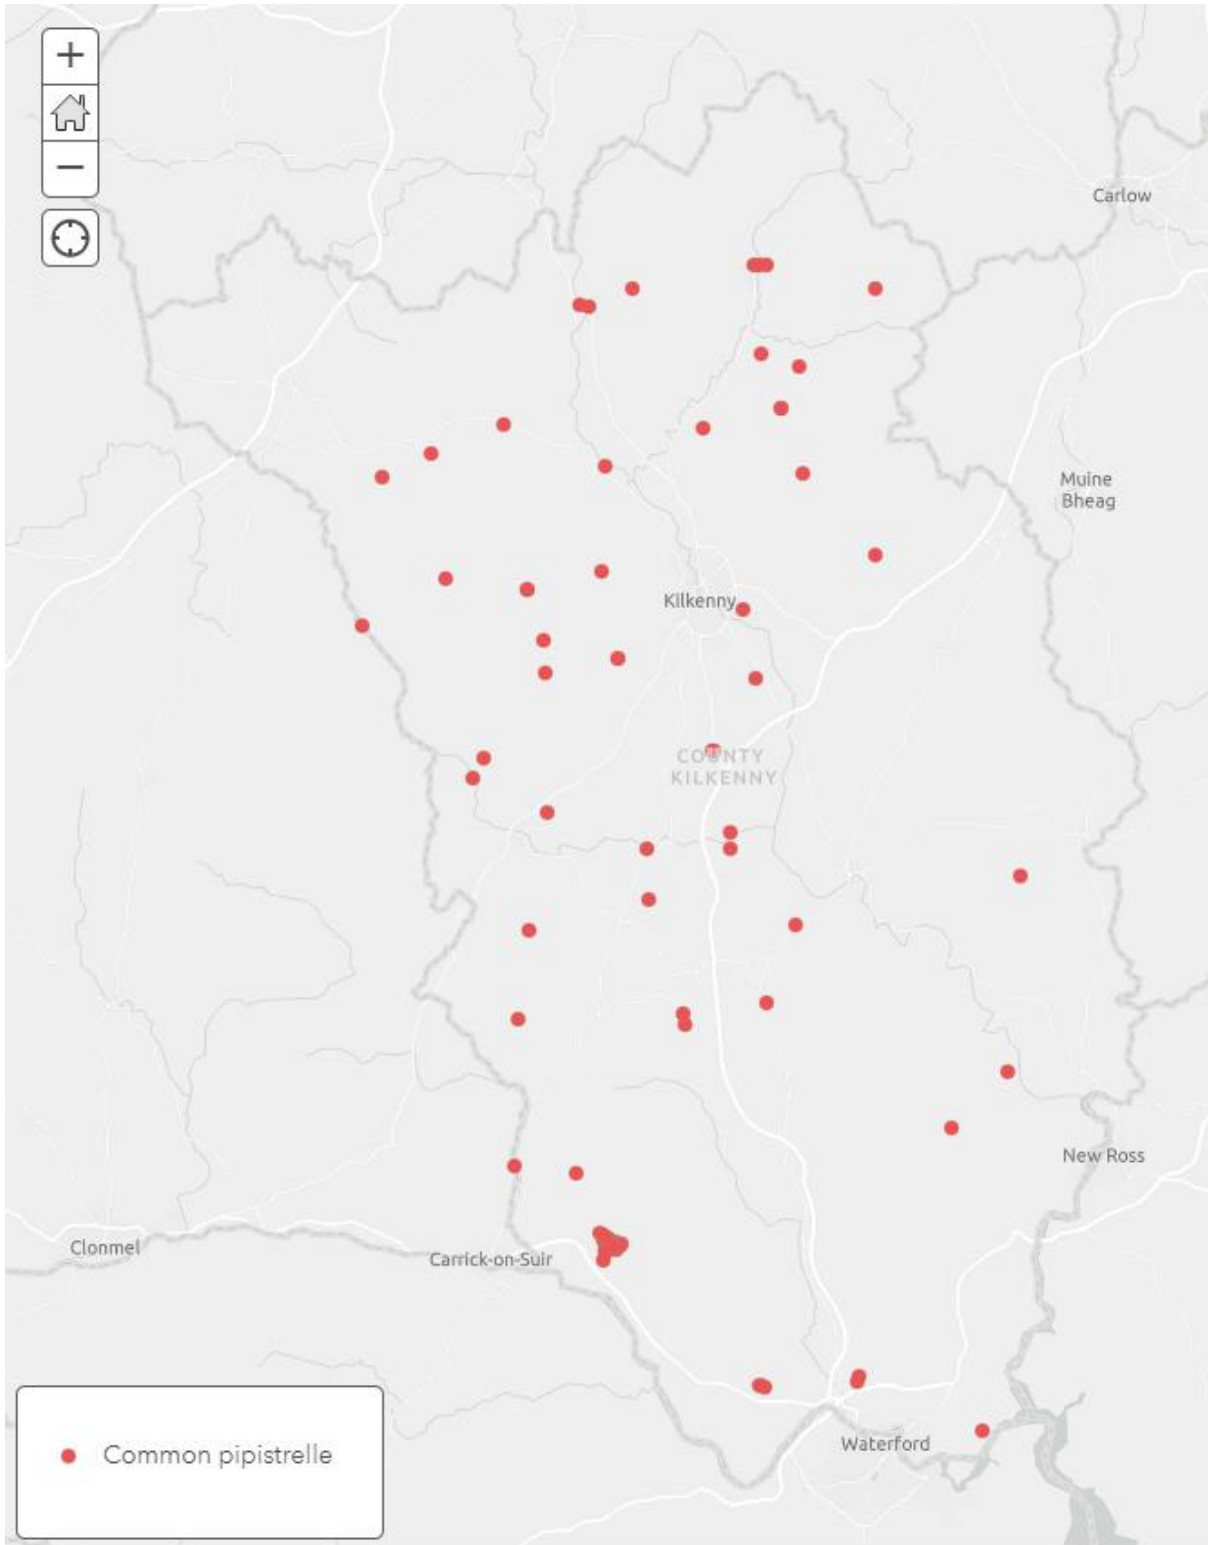 +
−
Carlow
Muine
Bheag
Kilkenny
COUNTY
KILKENNY
New Ross
Clonmel
Carrick-on-Suir
Waterford
Common pipistrelle